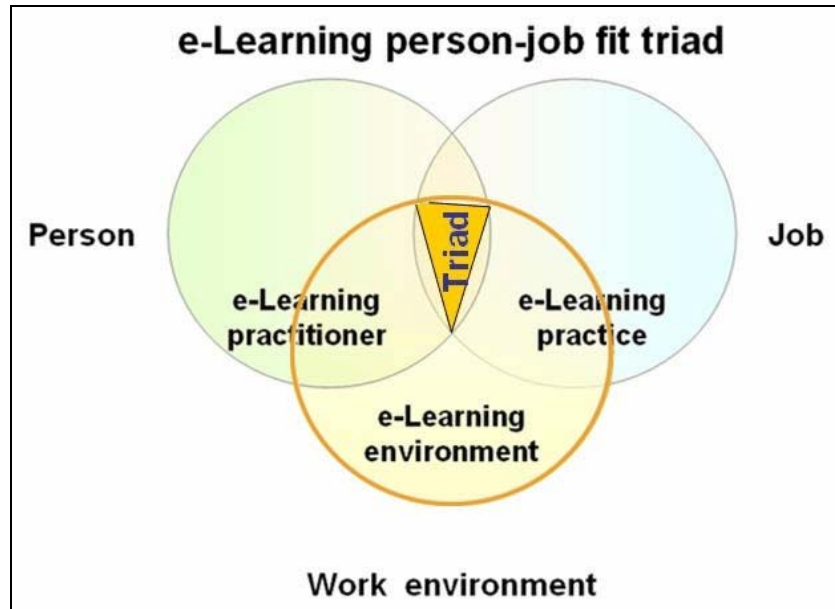 e-Learning person-job fit triad
Person
Job
Triad
e-Learning
practitioner
e-Learning
practice
e-Learning
environment
Work environment